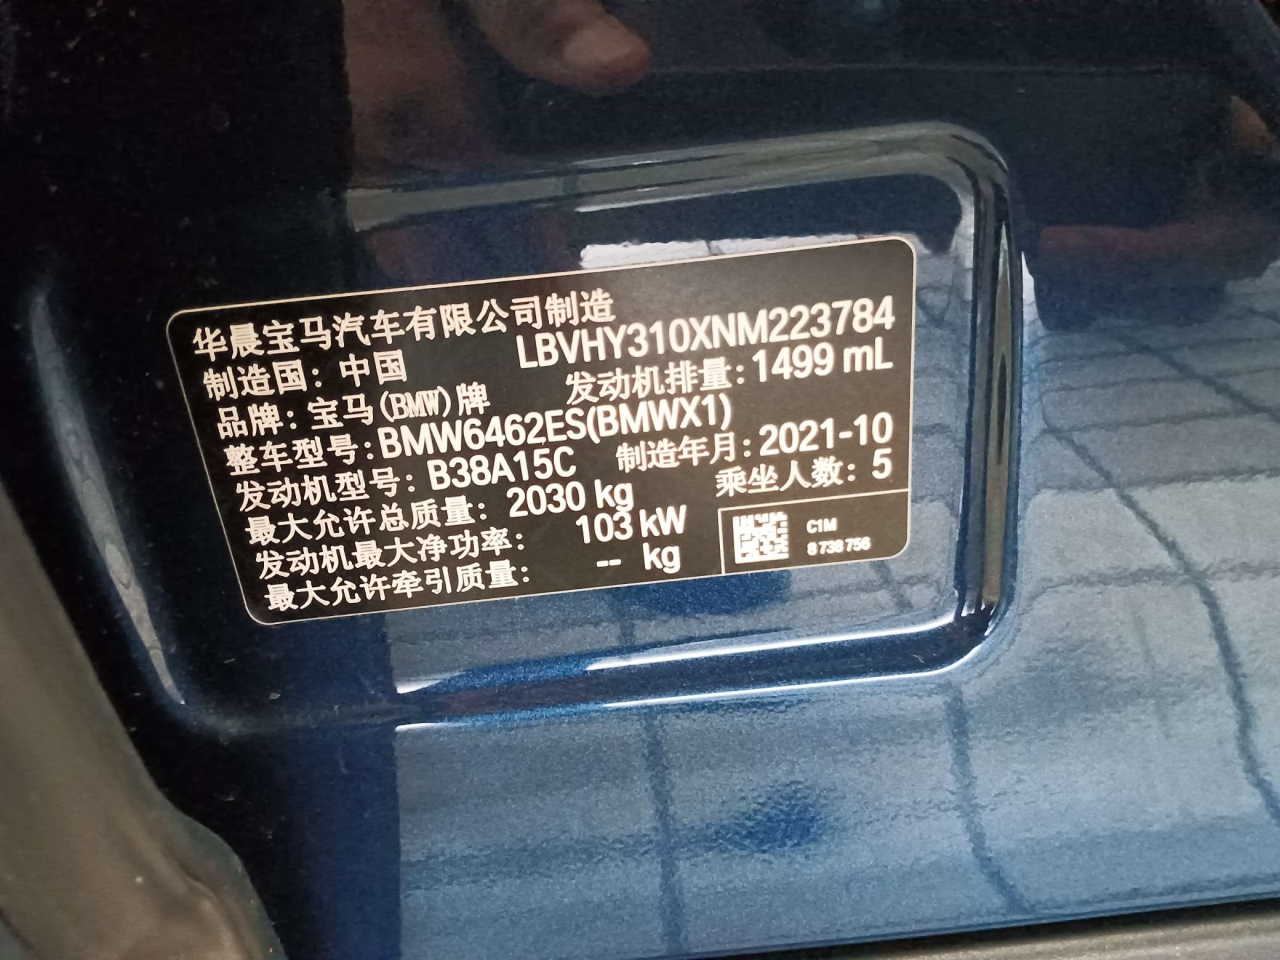 华晨宝马汽车有限公司制造
制造国：中国 LBVHY310XNM223784
品牌：宝马(BMW)牌 发动机排量：1499 mL
整车型号：BMW6462ES(BMWX1)
发动机型号：B38A15C 制造年月：2021-10
最大允许总质量：2030 kg 乘坐人数：5
发动机最大净功率：103 kW
最大允许牵引质量：-- kg
C1M
8 736 756